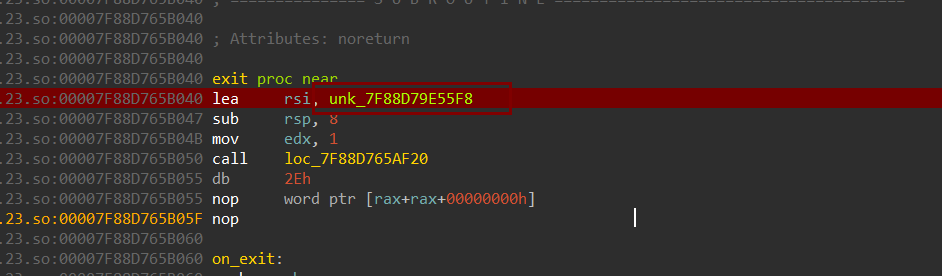 .23.so:00007F88D765B040 ; =============== S U B R O U T I N E =======================================
.23.so:00007F88D765B040
.23.so:00007F88D765B040 ; Attributes: noreturn
.23.so:00007F88D765B040
.23.so:00007F88D765B040 exit proc near
.23.so:00007F88D765B040 lea rsi, unk_7F88D79E55F8
.23.so:00007F88D765B047 sub rsp, 8
.23.so:00007F88D765B04B mov edx, 1
.23.so:00007F88D765B050 call loc_7F88D765AF20
.23.so:00007F88D765B055 db 2Eh
.23.so:00007F88D765B055 nop word ptr [rax+rax+00000000h]
.23.so:00007F88D765B05F nop
.23.so:00007F88D765B060
.23.so:00007F88D765B060 on_exit: